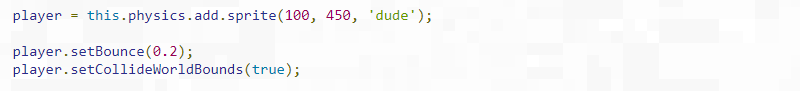 player = this.physics.add.sprite(100, 450, 'dude');
player.setBounce(0.2);
player.setCollideWorldBounds(true);